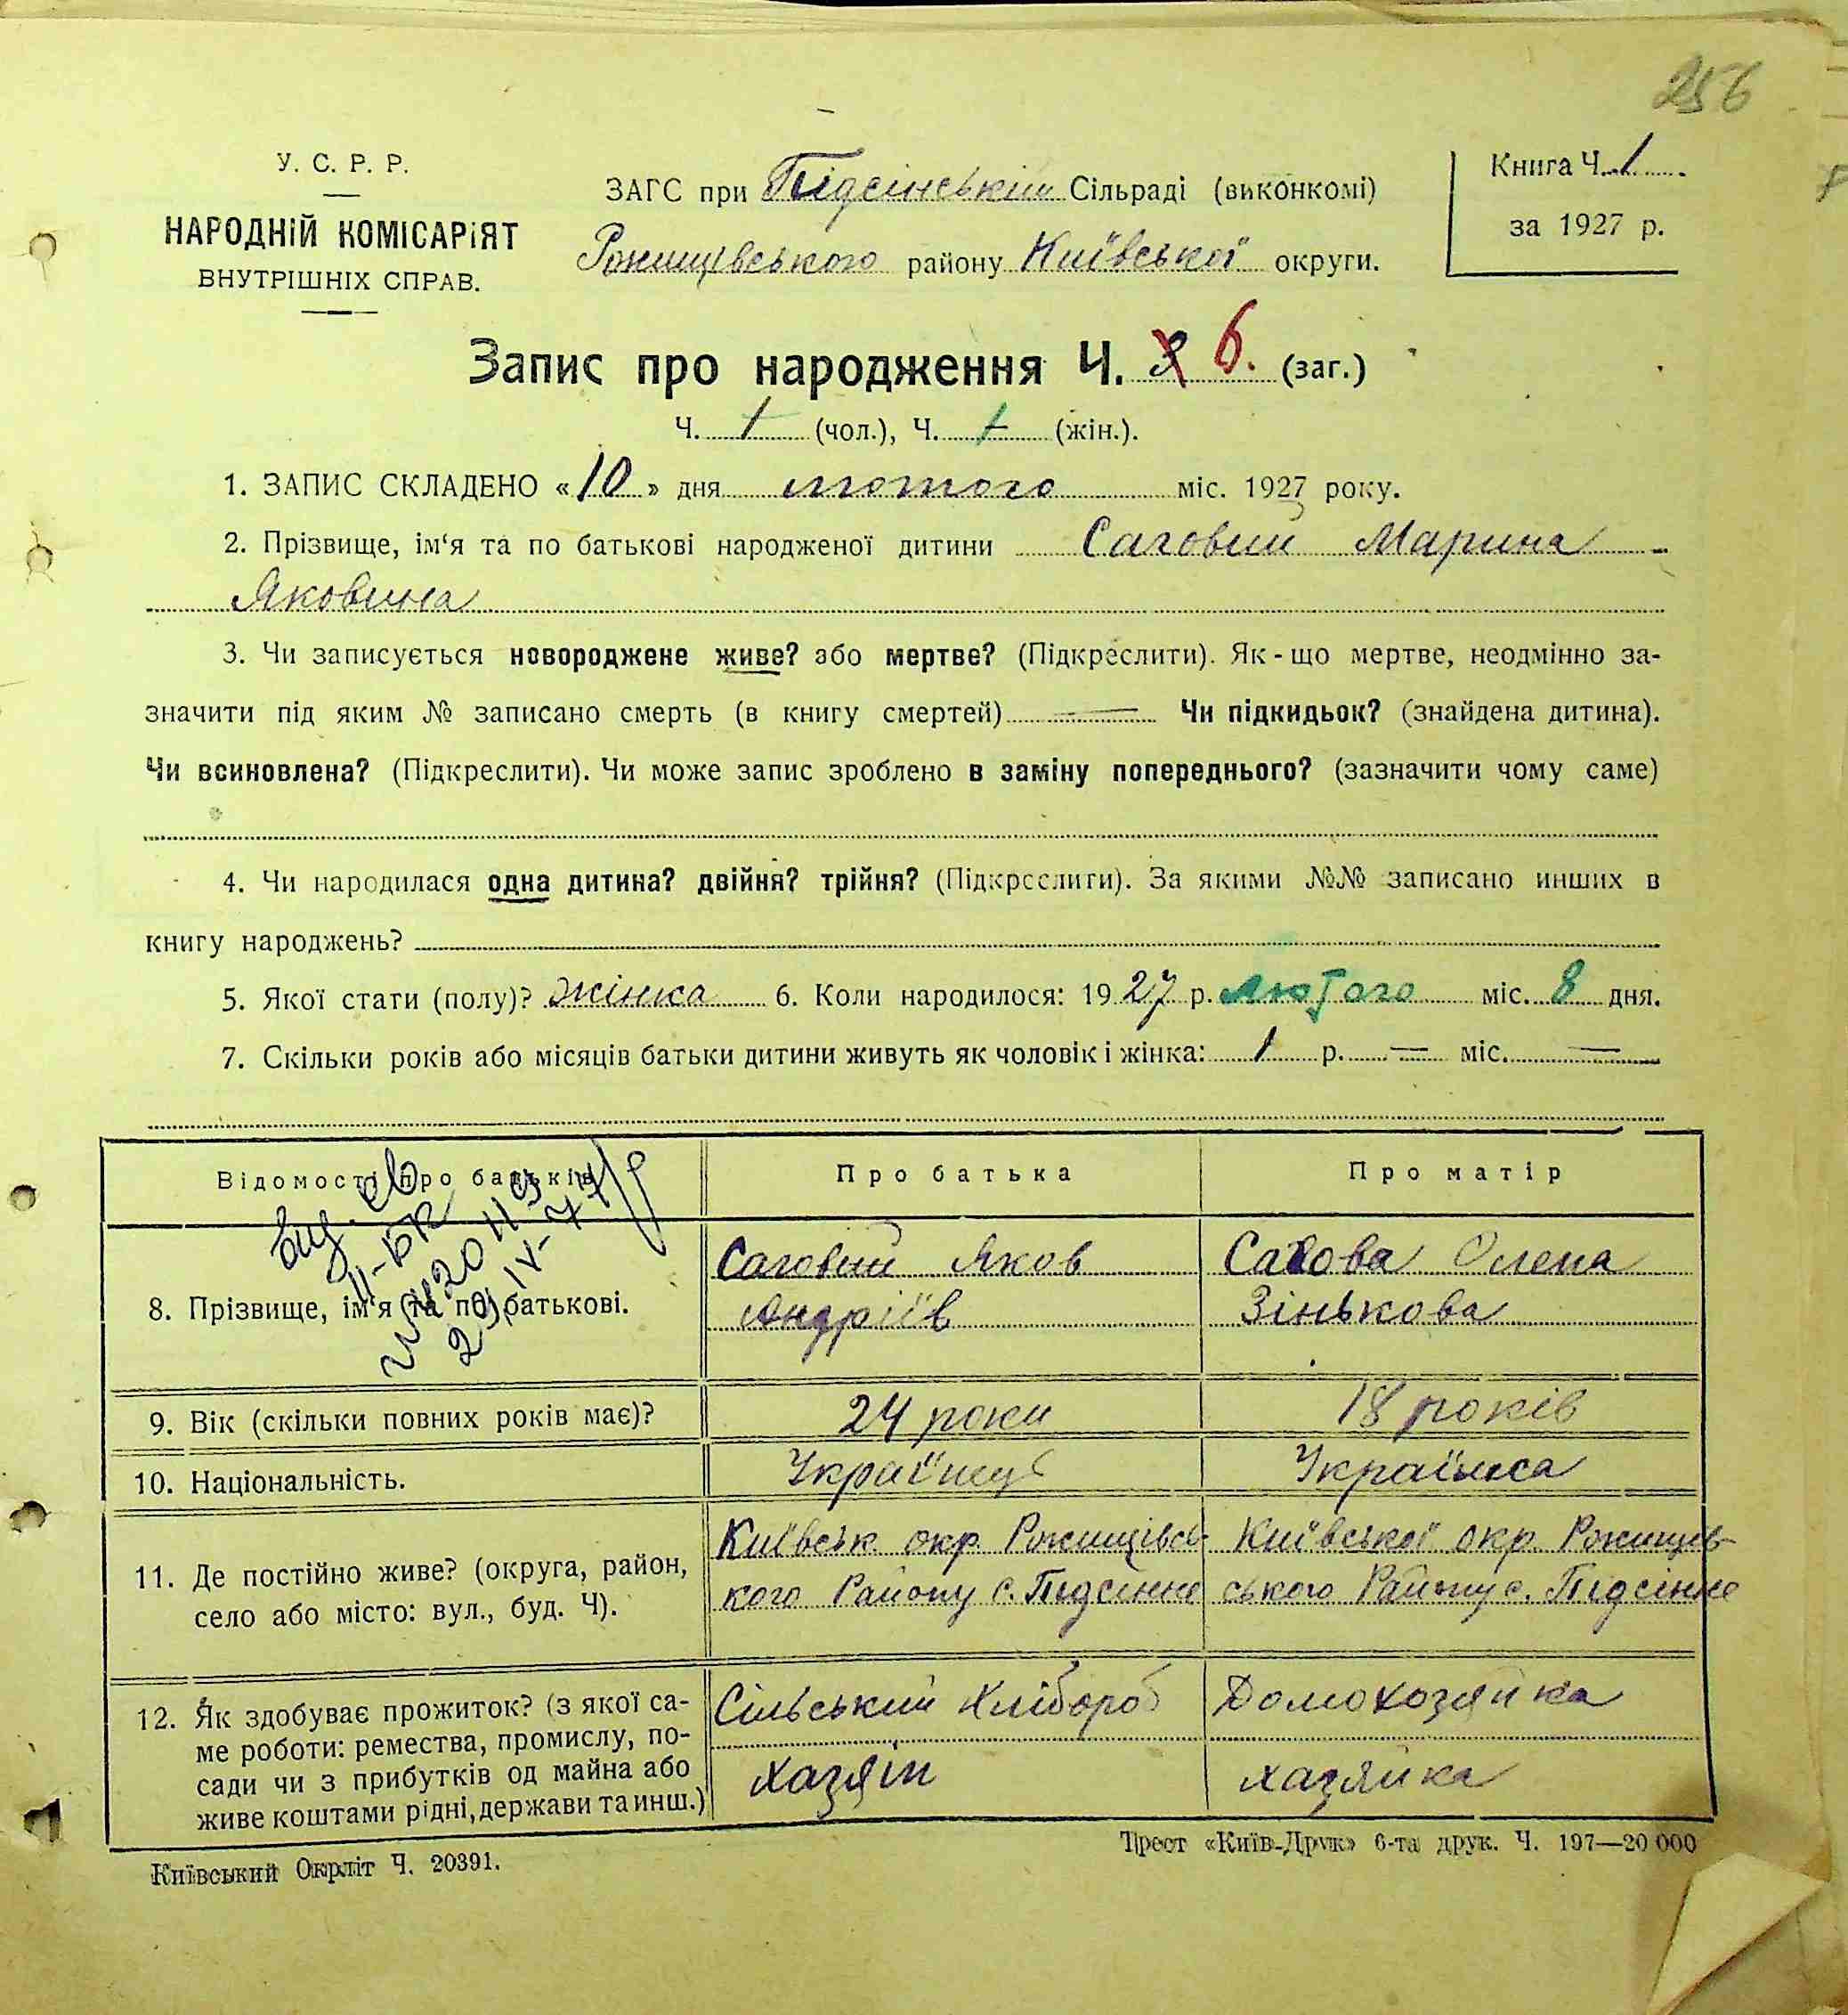 256
У. С. Р. Р.
НАРОДНІЙ КОМІСАРІЯТ
ВНУТРІШНІХ СПРАВ.
ЗАГС при Підсінській Сільраді (виконкомі)
Рокищівського району Київської округи.
Книга Ч. 1
за 1927 р.
Запис про народження Ч. 6. (заг.)
Ч. 1 (чол.), Ч. 1 (жін.).
1. ЗАПИС СКЛАДЕНО «10» дня лютого міс. 1927 року.
2. Прізвище, ім‘я та по батькові народженої дитини Саговий Марина
Яковина
3. Чи записується новороджене живе? або мертве? (Підкреслити). Як-що мертве, неодмінно за-
значити під яким № записано смерть (в книгу смертей) — Чи підкидьок? (знайдена дитина).
Чи всиновлена? (Підкреслити). Чи може запис зроблено в заміну попереднього? (зазначити чому саме)
4. Чи народилася одна дитина? двійня? трійня? (Підкреслити). За якими №№ записано инших в
книгу народжень?
5. Якої стати (полу)? жінка 6. Коли народилося: 1927 р. лютого міс. 8 дня.
7. Скільки років або місяців батьки дитини живуть як чоловік і жінка: 1 р. — міс. —
Відомості про батьків Про батька Про матір
8. Прізвище, ім‘я та по батькові.
Саговий Яков
Андріїв
Сагова Олена
Зінькова
9. Вік (скільки повних років має)? 24 роки 18 років
10. Національність. Українець Українка
11. Де постійно живе? (округа, район,
село або місто: вул., буд. Ч).
Київськ окр Рокищівсь
кого Району с. Підсінне
Київської окр Рокищев-
ського Району с. Підсінне
12. Як здобуває прожиток? (з якої са-
ме роботи: ремества, промислу, по-
сади чи з прибутків од майна або
живе коштами рідні, держави та инш.)
Сільський Хлібороб
хазяїн
Домохозяйка
хазяйка
Київський Окрліт Ч. 20391.
Трест «Київ-Друк» 6-та друк. Ч. 197—20 000